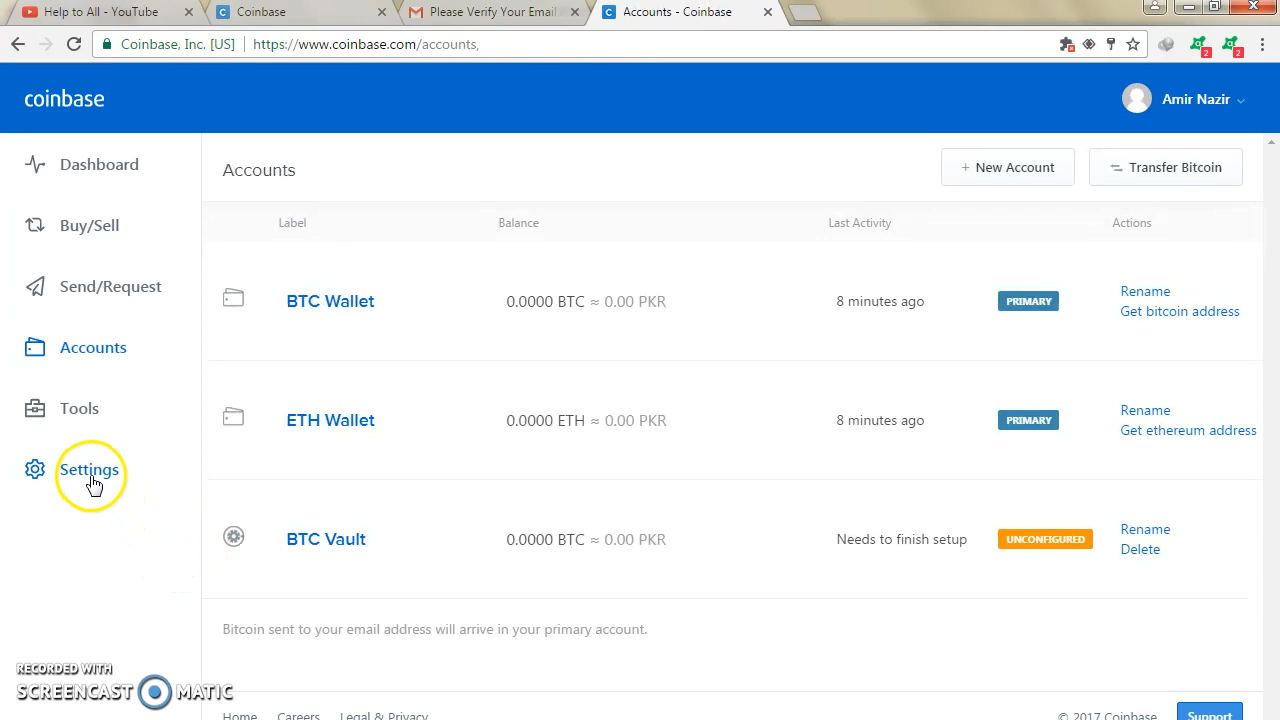 Help to All - YouTube
Coinbase
Please Verify Your Email
Accounts - Coinbase
Coinbase, Inc. [US]
https://www.coinbase.com/accounts,
2
2
coinbase
Amir Nazir
Dashboard
Buy/Sell
Send/Request
Accounts
Tools
Settings
Accounts
+ New Account
Transfer Bitcoin
Label Balance Last Activity Actions
BTC Wallet 0.0000 BTC ≈ 0.00 PKR 8 minutes ago PRIMARY Rename
Get bitcoin address
ETH Wallet 0.0000 ETH ≈ 0.00 PKR 8 minutes ago PRIMARY Rename
Get ethereum address
BTC Vault 0.0000 BTC ≈ 0.00 PKR Needs to finish setup UNCONFIGURED Rename
Delete
Bitcoin sent to your email address will arrive in your primary account.
RECORDED WITH
SCREENCAST MATIC
Home Careers Legal & Privacy © 2017 Coinbase Support